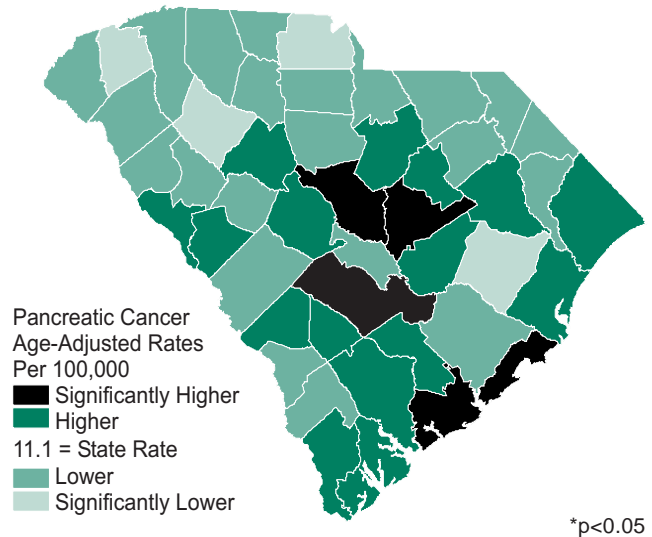 Pancreatic Cancer
Age-Adjusted Rates
Per 100,000
Significantly Higher
Higher
11.1 = State Rate
Lower
Significantly Lower
*p<0.05